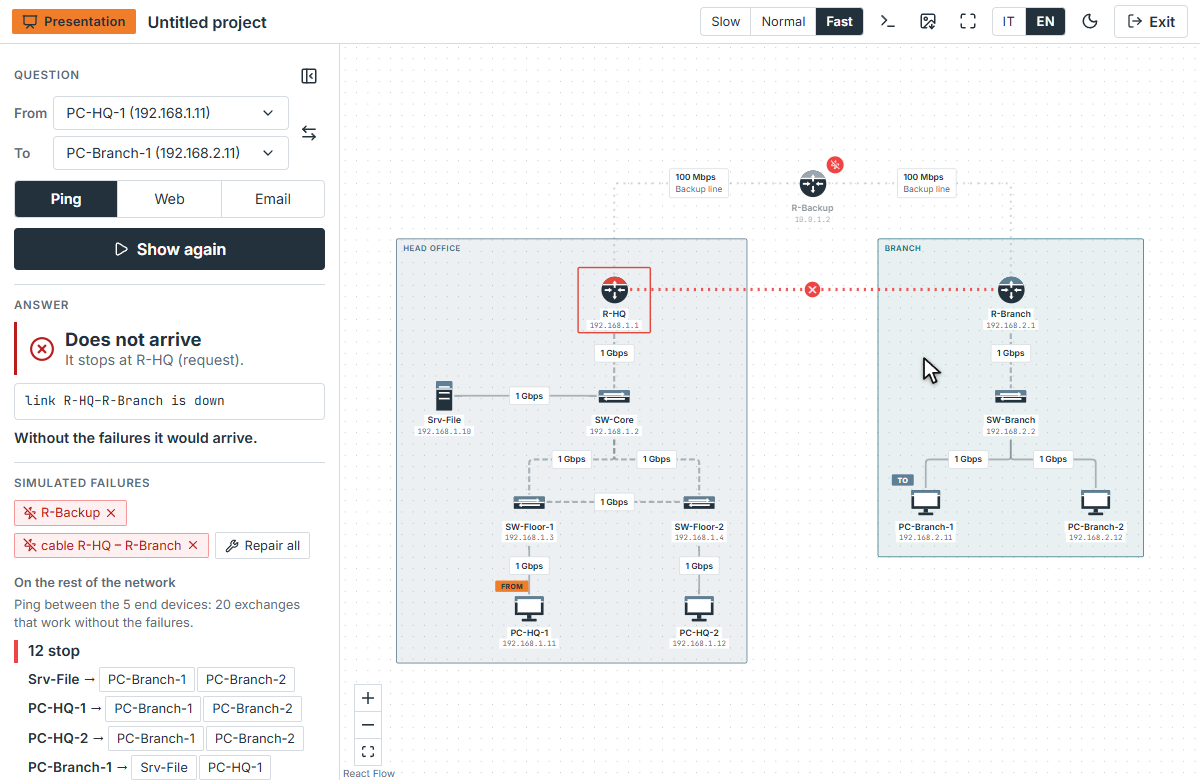 Presentation
Untitled project
Slow
Normal
Fast
IT
EN
Exit
QUESTION
From
PC-HQ-1 (192.168.1.11)
To
PC-Branch-1 (192.168.2.11)
Ping
Web
Email
Show again
ANSWER
Does not arrive
It stops at R-HQ (request).
link R-HQ-R-Branch is down
Without the failures it would arrive.
SIMULATED FAILURES
R-Backup
cable R-HQ – R-Branch
Repair all
On the rest of the network
Ping between the 5 end devices: 20 exchanges
that work without the failures.
12 stop
Srv-File → PC-Branch-1 PC-Branch-2
PC-HQ-1 → PC-Branch-1 PC-Branch-2
PC-HQ-2 → PC-Branch-1 PC-Branch-2
PC-Branch-1 → Srv-File PC-HQ-1
100 Mbps
Backup line
R-Backup
10.0.1.2
100 Mbps
Backup line
HEAD OFFICE
R-HQ
192.168.1.1
1 Gbps
Srv-File
192.168.1.10
1 Gbps
SW-Core
192.168.1.2
1 Gbps
1 Gbps
SW-Floor-1
192.168.1.3
1 Gbps
SW-Floor-2
192.168.1.4
1 Gbps
1 Gbps
FROM
PC-HQ-1
192.168.1.11
PC-HQ-2
192.168.1.12
BRANCH
R-Branch
192.168.2.1
1 Gbps
SW-Branch
192.168.2.2
1 Gbps
1 Gbps
TO
PC-Branch-1
192.168.2.11
PC-Branch-2
192.168.2.12
React Flow